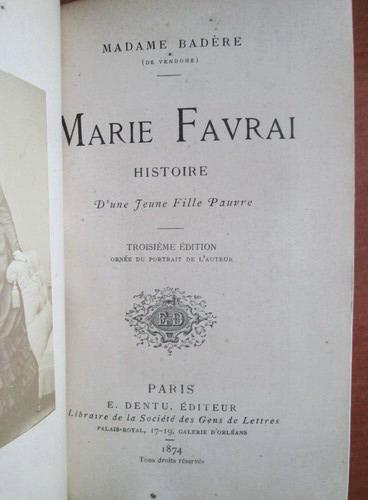 MADAME BADÈRE
(DE VENDOME)
MARIE FAVRAI
HISTOIRE
D'une Jeune Fille Pauvre
TROISIÈME ÉDITION
ORNÉE DU PORTRAIT DE L'AUTEUR
ED
PARIS
E. DENTU, ÉDITEUR
Libraire de la Société des Gens de Lettres
PALAIS-ROYAL, 17-19, GALERIE D'ORLÉANS
1874
Tous droits réservés